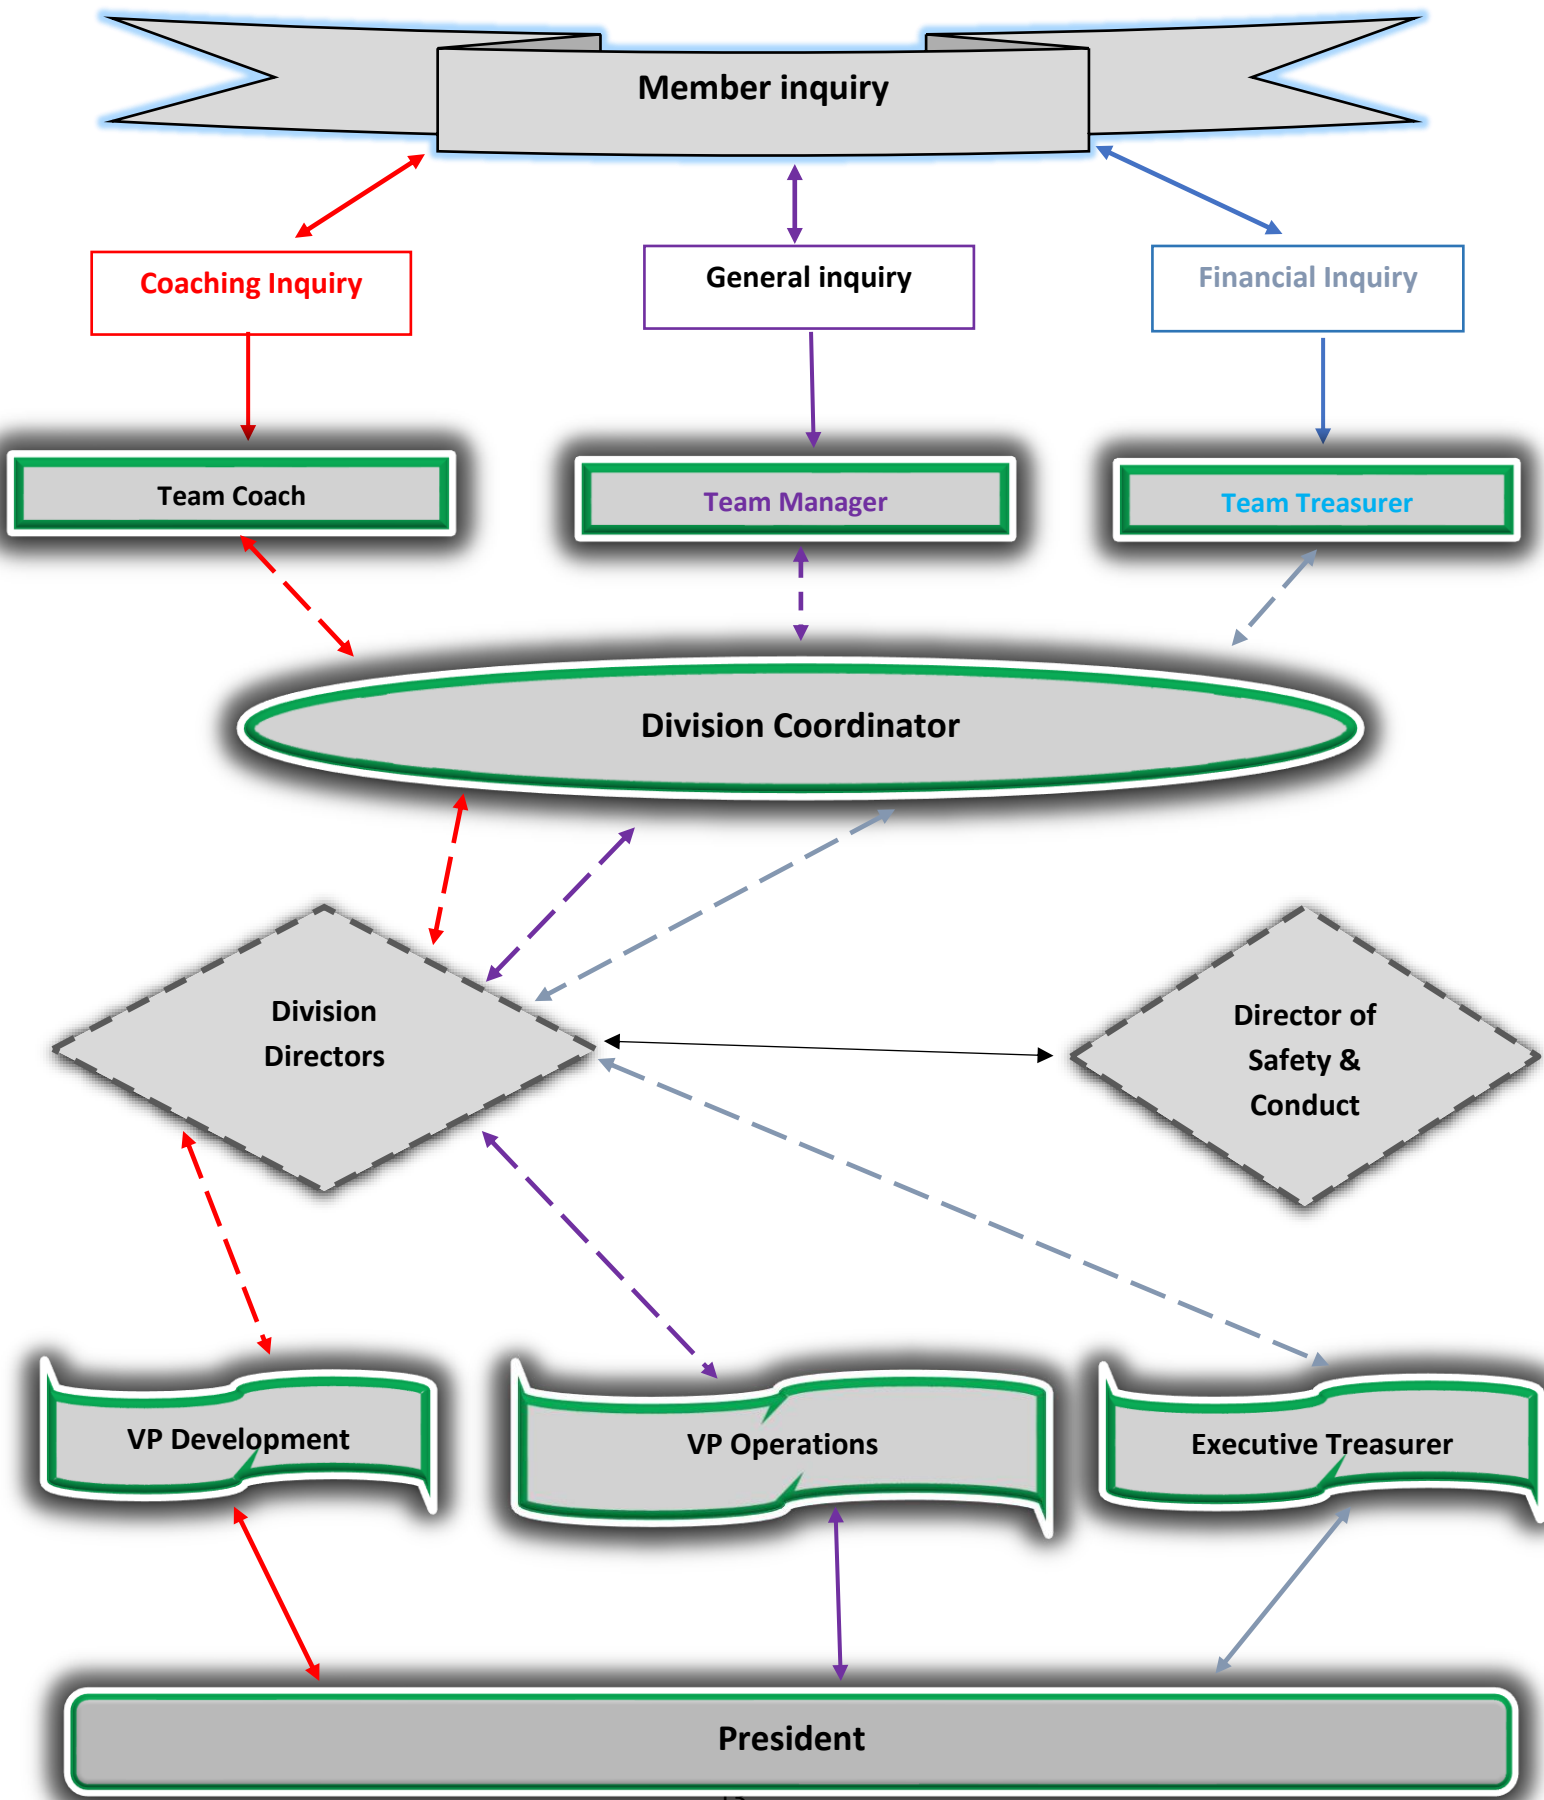 Member inquiry
Coaching Inquiry
General inquiry
Financial Inquiry
Team Coach
Team Manager
Team Treasurer
Division Coordinator
Division
Directors
Director of
Safety &
Conduct
VP Development
VP Operations
Executive Treasurer
President